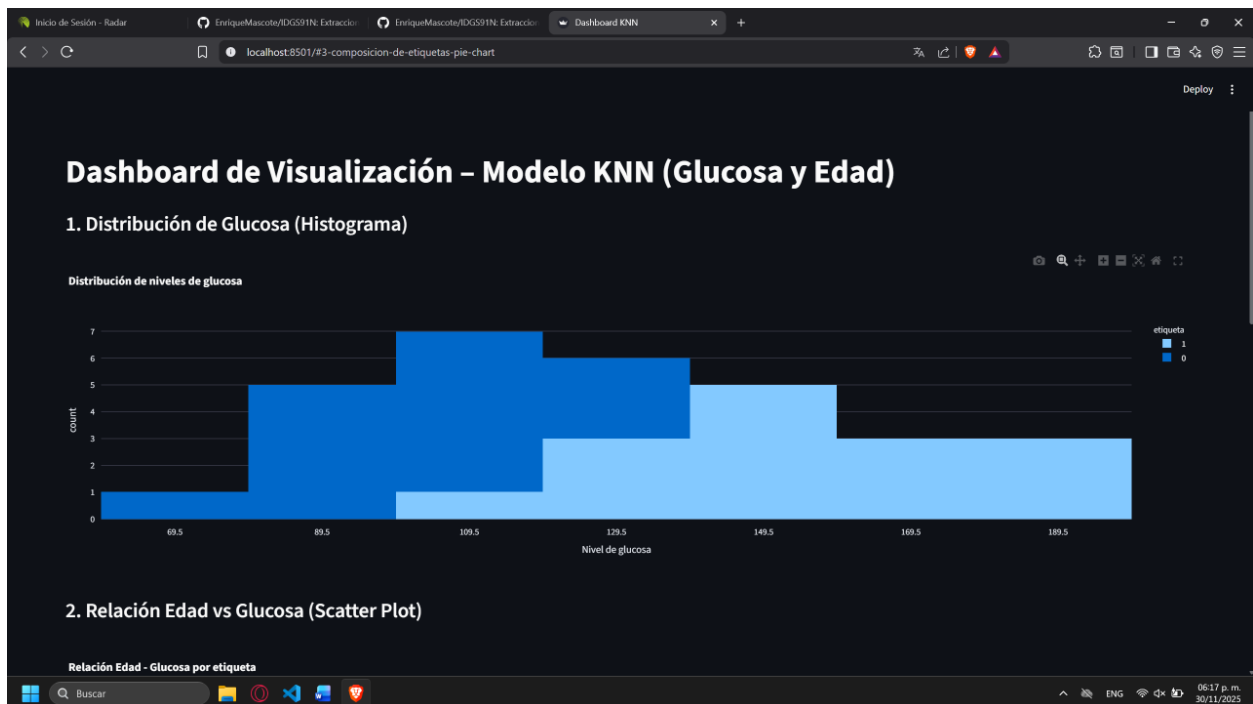 Inicio de Sesión - Radar
EnriqueMascote/IDGS91N: Extraccion
EnriqueMascote/IDGS91N: Extraccion
Dashboard KNN
localhost:8501/#3-composicion-de-etiquetas-pie-chart
Deploy
Dashboard de Visualización – Modelo KNN (Glucosa y Edad)
1. Distribución de Glucosa (Histograma)
Distribución de niveles de glucosa
7
6
5
4
3
2
1
0
count
69.5 89.5 109.5 129.5 149.5 169.5 189.5
Nivel de glucosa
etiqueta
1
0
2. Relación Edad vs Glucosa (Scatter Plot)
Relación Edad - Glucosa por etiqueta
Buscar
ENG
06:17 p. m.
30/11/2025